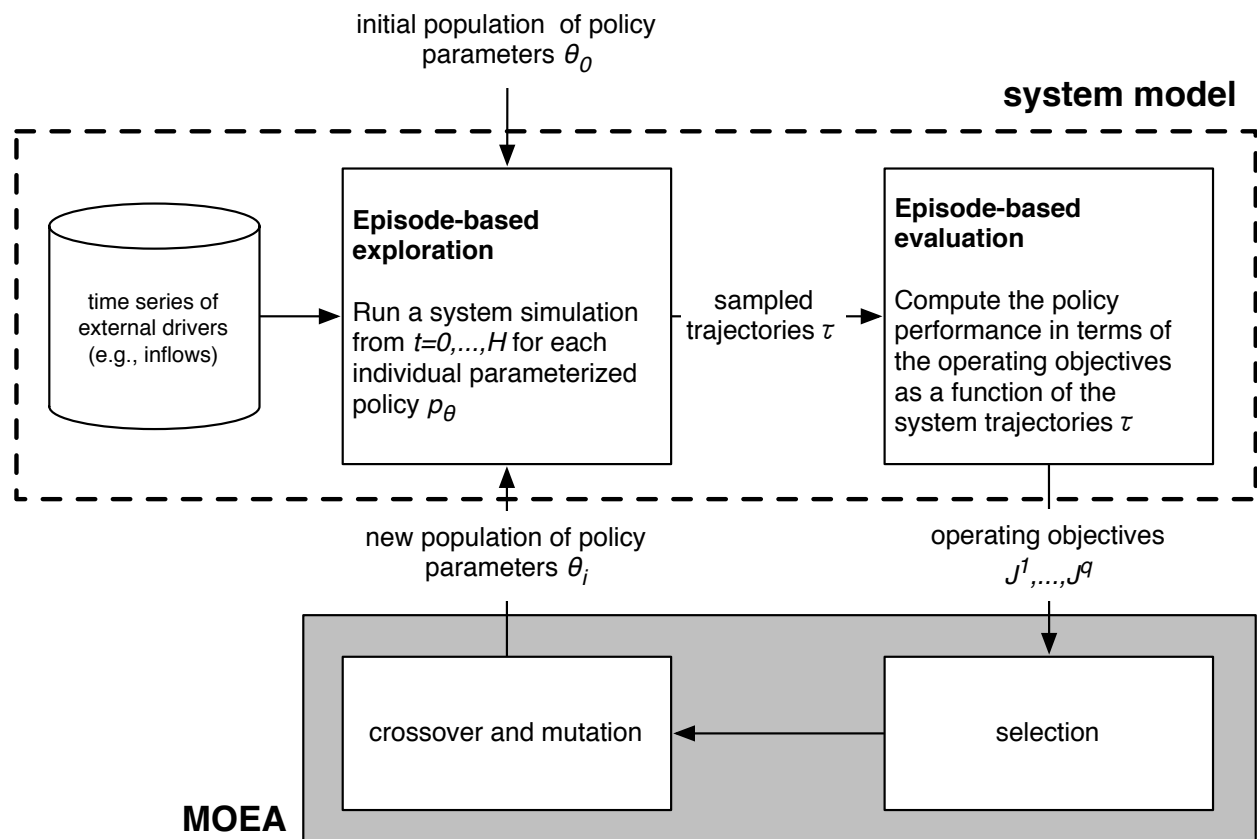 initial population of policy
parameters θ0
system model
time series of
external drivers
(e.g., inflows)
Episode-based
exploration
Run a system simulation
from t=0,...,H for each
individual parameterized
policy pθ
sampled
trajectories τ
Episode-based
evaluation
Compute the policy
performance in terms of
the operating objectives
as a function of the
system trajectories τ
new population of policy
parameters θi
operating objectives
J1,...,Jq
crossover and mutation
selection
MOEA